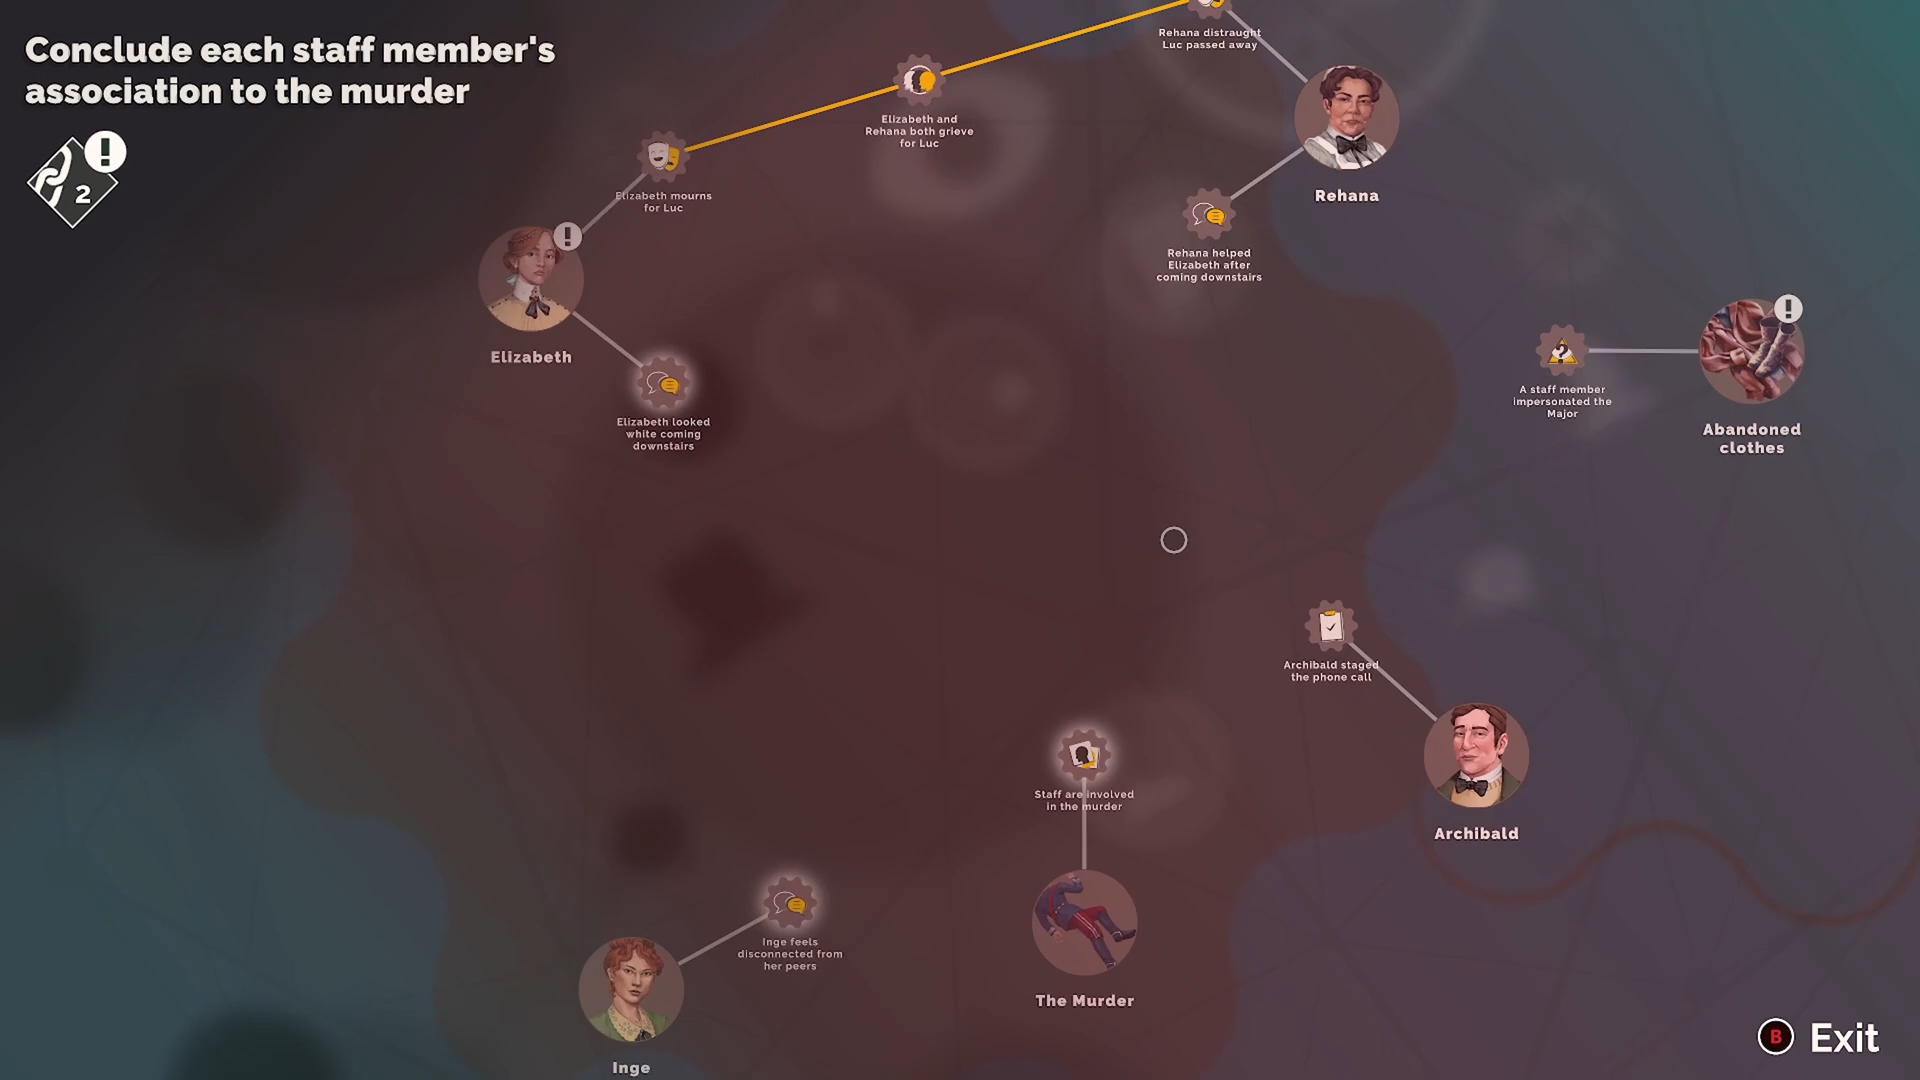 Conclude each staff member's
association to the murder
2
Rehana distraught
Luc passed away
Elizabeth and
Rehana both grieve
for Luc
Elizabeth mourns
for Luc
Rehana
Rehana helped
Elizabeth after
coming downstairs
Elizabeth
Elizabeth looked
white coming
downstairs
A staff member
impersonated the
Major
Abandoned
clothes
Archibald staged
the phone call
Archibald
Staff are involved
in the murder
The Murder
Inge feels
disconnected from
her peers
Inge
B Exit